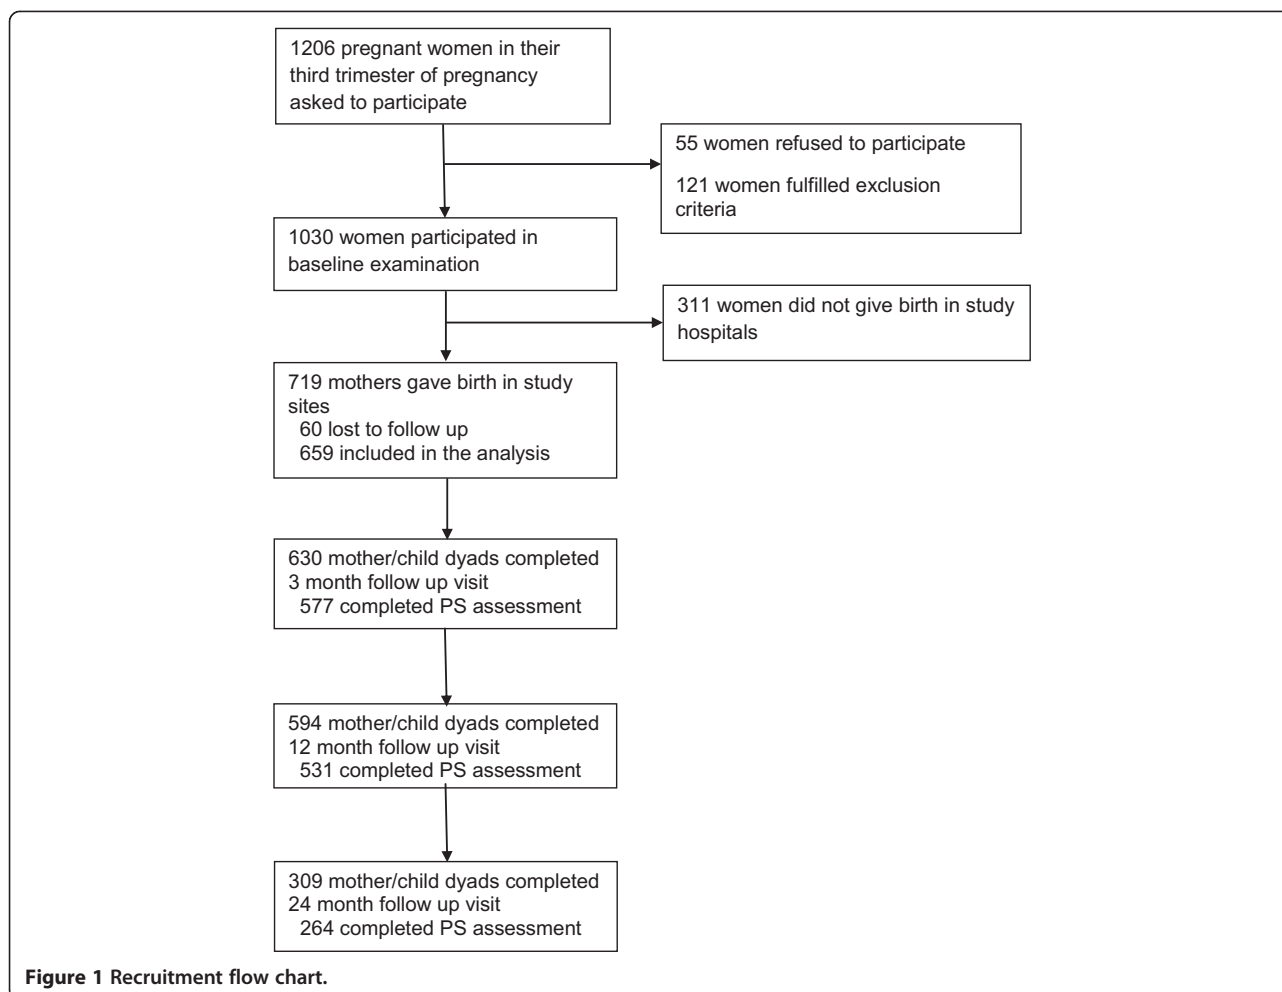 1206 pregnant women in their
third trimester of pregnancy
asked to participate
55 women refused to participate
121 women fulfilled exclusion
criteria
1030 women participated in
baseline examination
311 women did not give birth in study
hospitals
719 mothers gave birth in study
sites
60 lost to follow up
659 included in the analysis
630 mother/child dyads completed
3 month follow up visit
577 completed PS assessment
594 mother/child dyads completed
12 month follow up visit
531 completed PS assessment
309 mother/child dyads completed
24 month follow up visit
264 completed PS assessment
Figure 1 Recruitment flow chart.